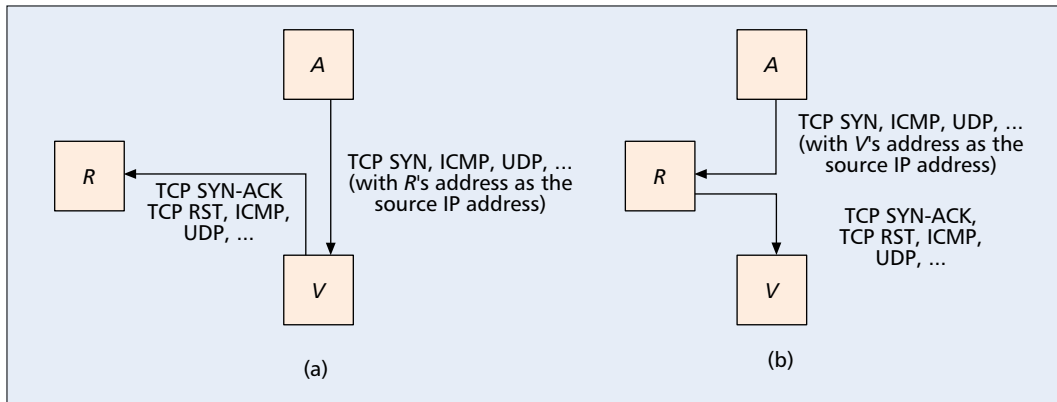 A
R
TCP SYN-ACK
TCP RST, ICMP,
UDP, ...
TCP SYN, ICMP, UDP, ...
(with R's address as the
source IP address)
V
(a)
A
TCP SYN, ICMP, UDP, ...
(with V's address as the
source IP address)
R
TCP SYN-ACK,
TCP RST, ICMP,
UDP, ...
V
(b)